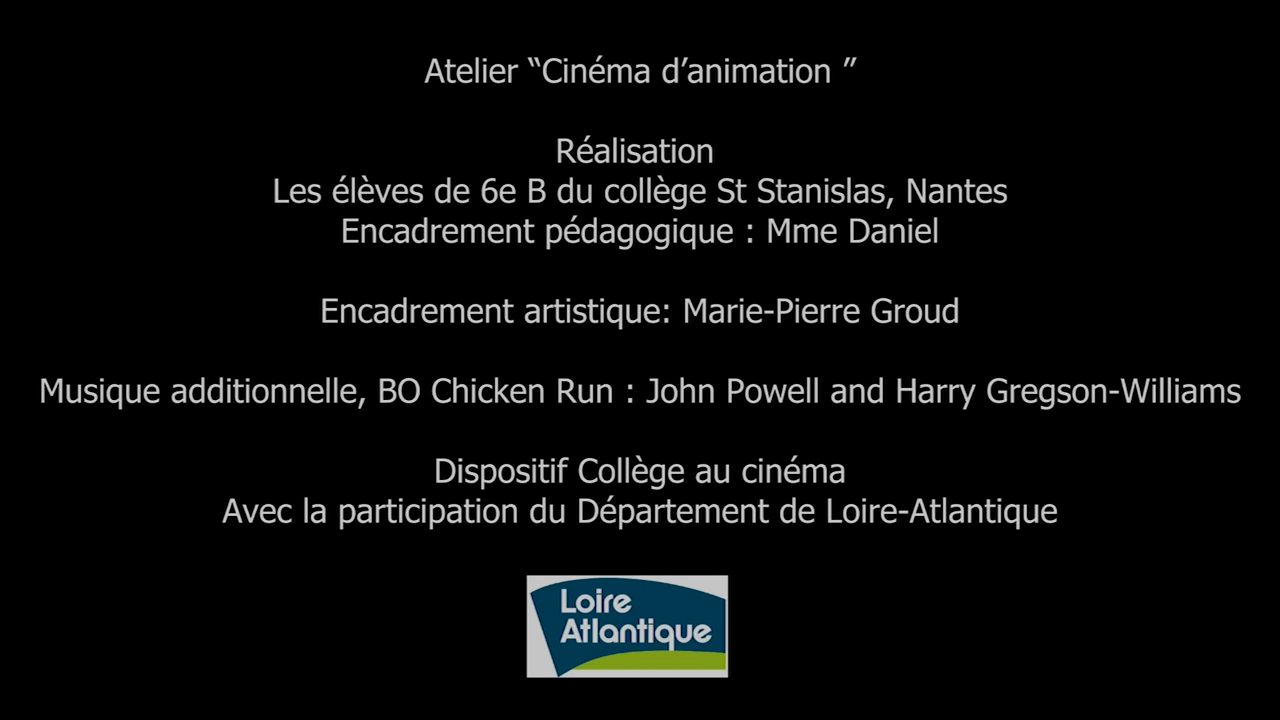 Atelier “Cinéma d’animation ”
Réalisation
Les élèves de 6e B du collège St Stanislas, Nantes
Encadrement pédagogique : Mme Daniel
Encadrement artistique: Marie-Pierre Groud
Musique additionnelle, BO Chicken Run : John Powell and Harry Gregson-Williams
Dispositif Collège au cinéma
Avec la participation du Département de Loire-Atlantique
Loire
Atlantique